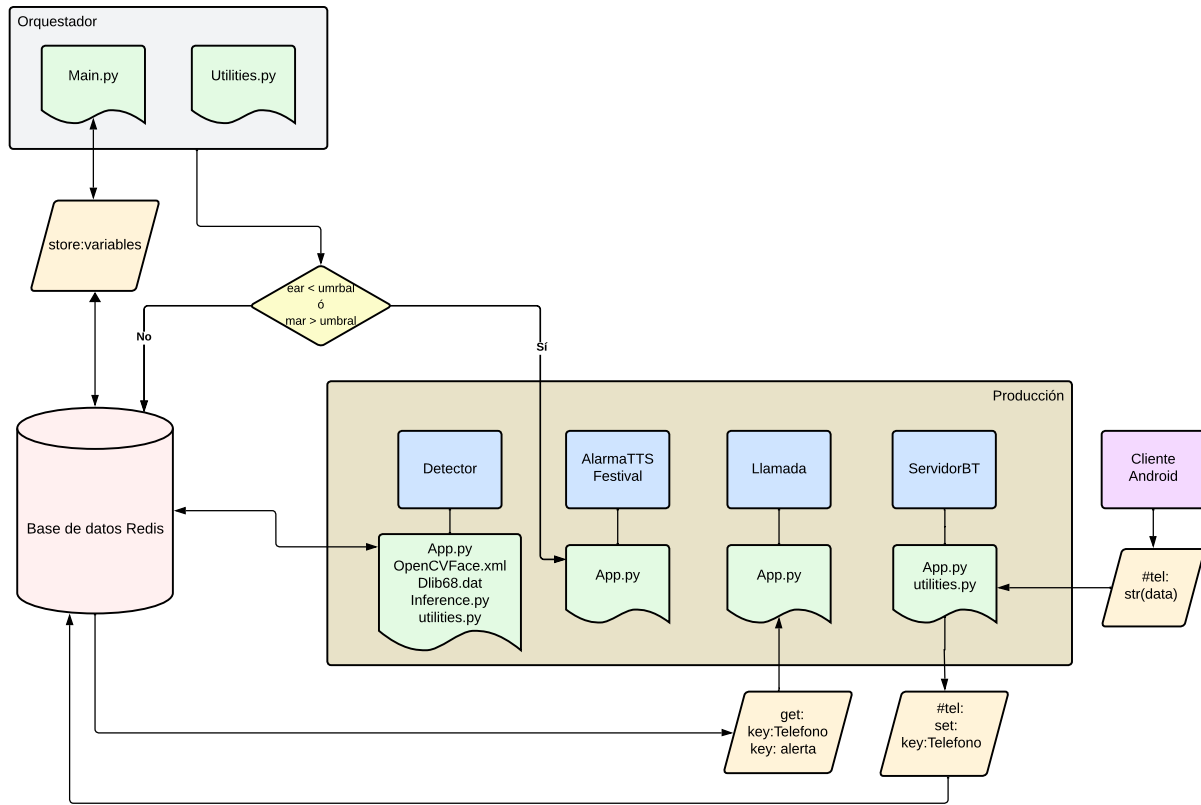 Orquestador
Main.py
Utilities.py
store:variables
ear < umrbal
ó
mar > umbral
No
Sí
Producción
Detector
AlarmaTTS
Festival
Llamada
ServidorBT
Cliente
Android
Base de datos Redis
App.py
OpenCVFace.xml
Dlib68.dat
Inference.py
utilities.py
App.py
App.py
App.py
utilities.py
#tel:
str(data)
get:
key:Telefono
key: alerta
#tel:
set:
key:Telefono